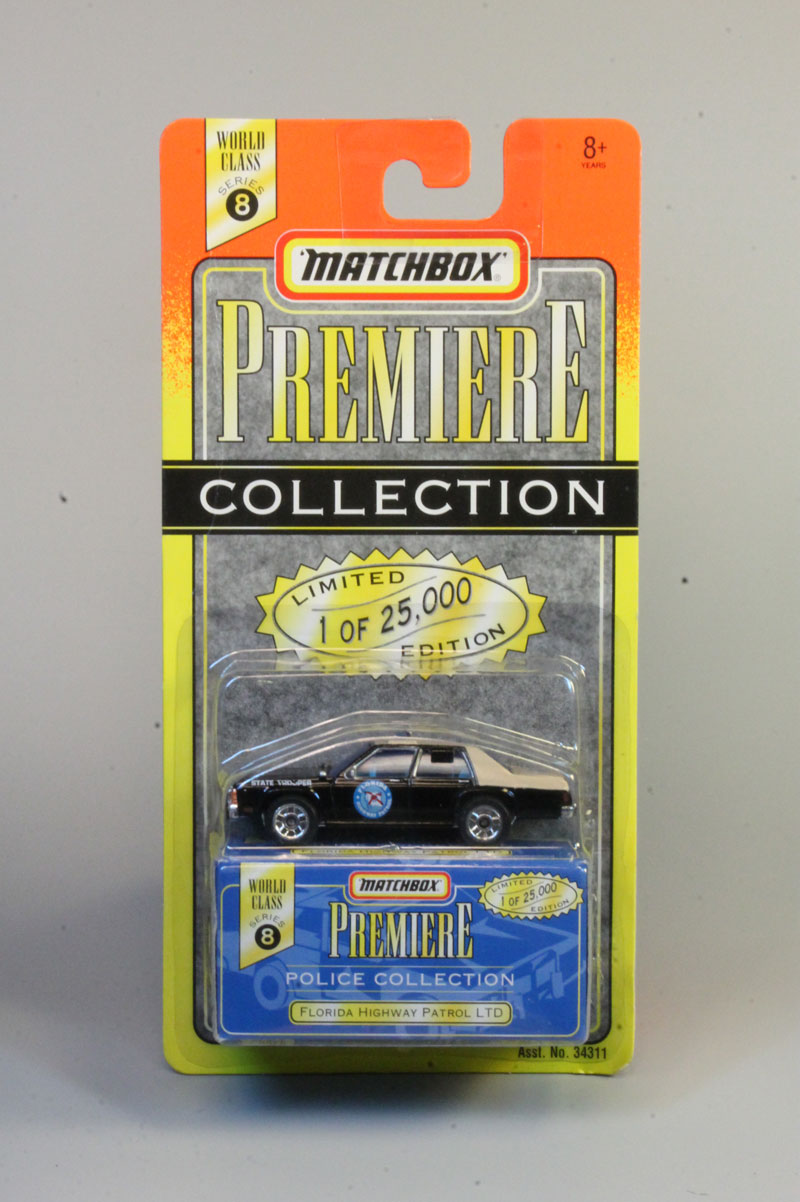 WORLD
CLASS
SERIES
8
8+
YEARS
'MATCHBOX'®
PREMIERE
COLLECTION
LIMITED
1 OF 25,000
EDITION
STATE TROOPER
WORLD
CLASS
SERIES
8
'MATCHBOX'
PREMIERE
LIMITED
1 OF 25,000
EDITION
POLICE COLLECTION
FLORIDA HIGHWAY PATROL LTD
Asst. No. 34311